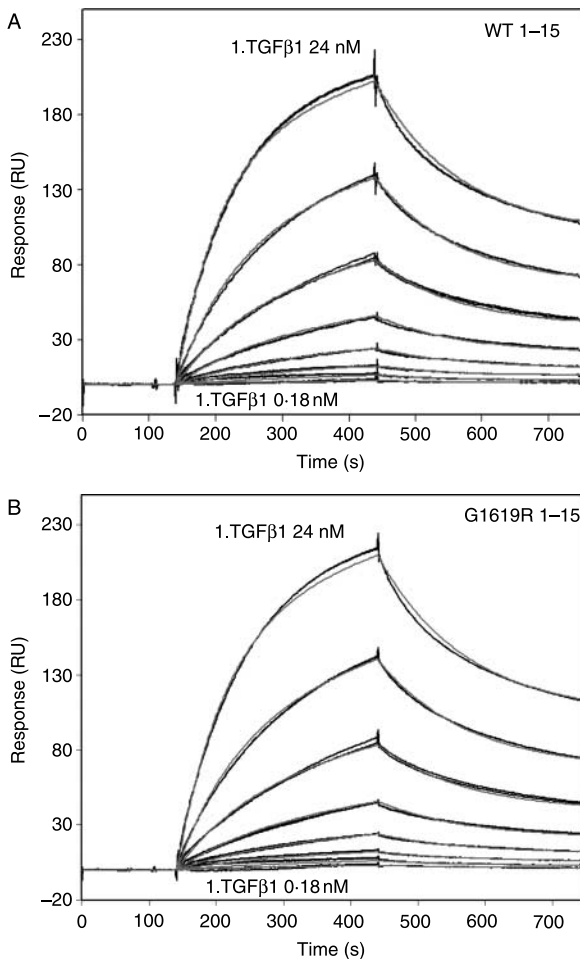 A
WT 1–15
1.TGFβ1 24 nM
230
180
130
80
30
−20
Response (RU)
1.TGFβ1 0·18 nM
0 100 200 300 400 500 600 700
Time (s)
B
G1619R 1–15
1.TGFβ1 24 nM
230
180
130
80
30
−20
Response (RU)
1.TGFβ1 0·18 nM
0 100 200 300 400 500 600 700
Time (s)